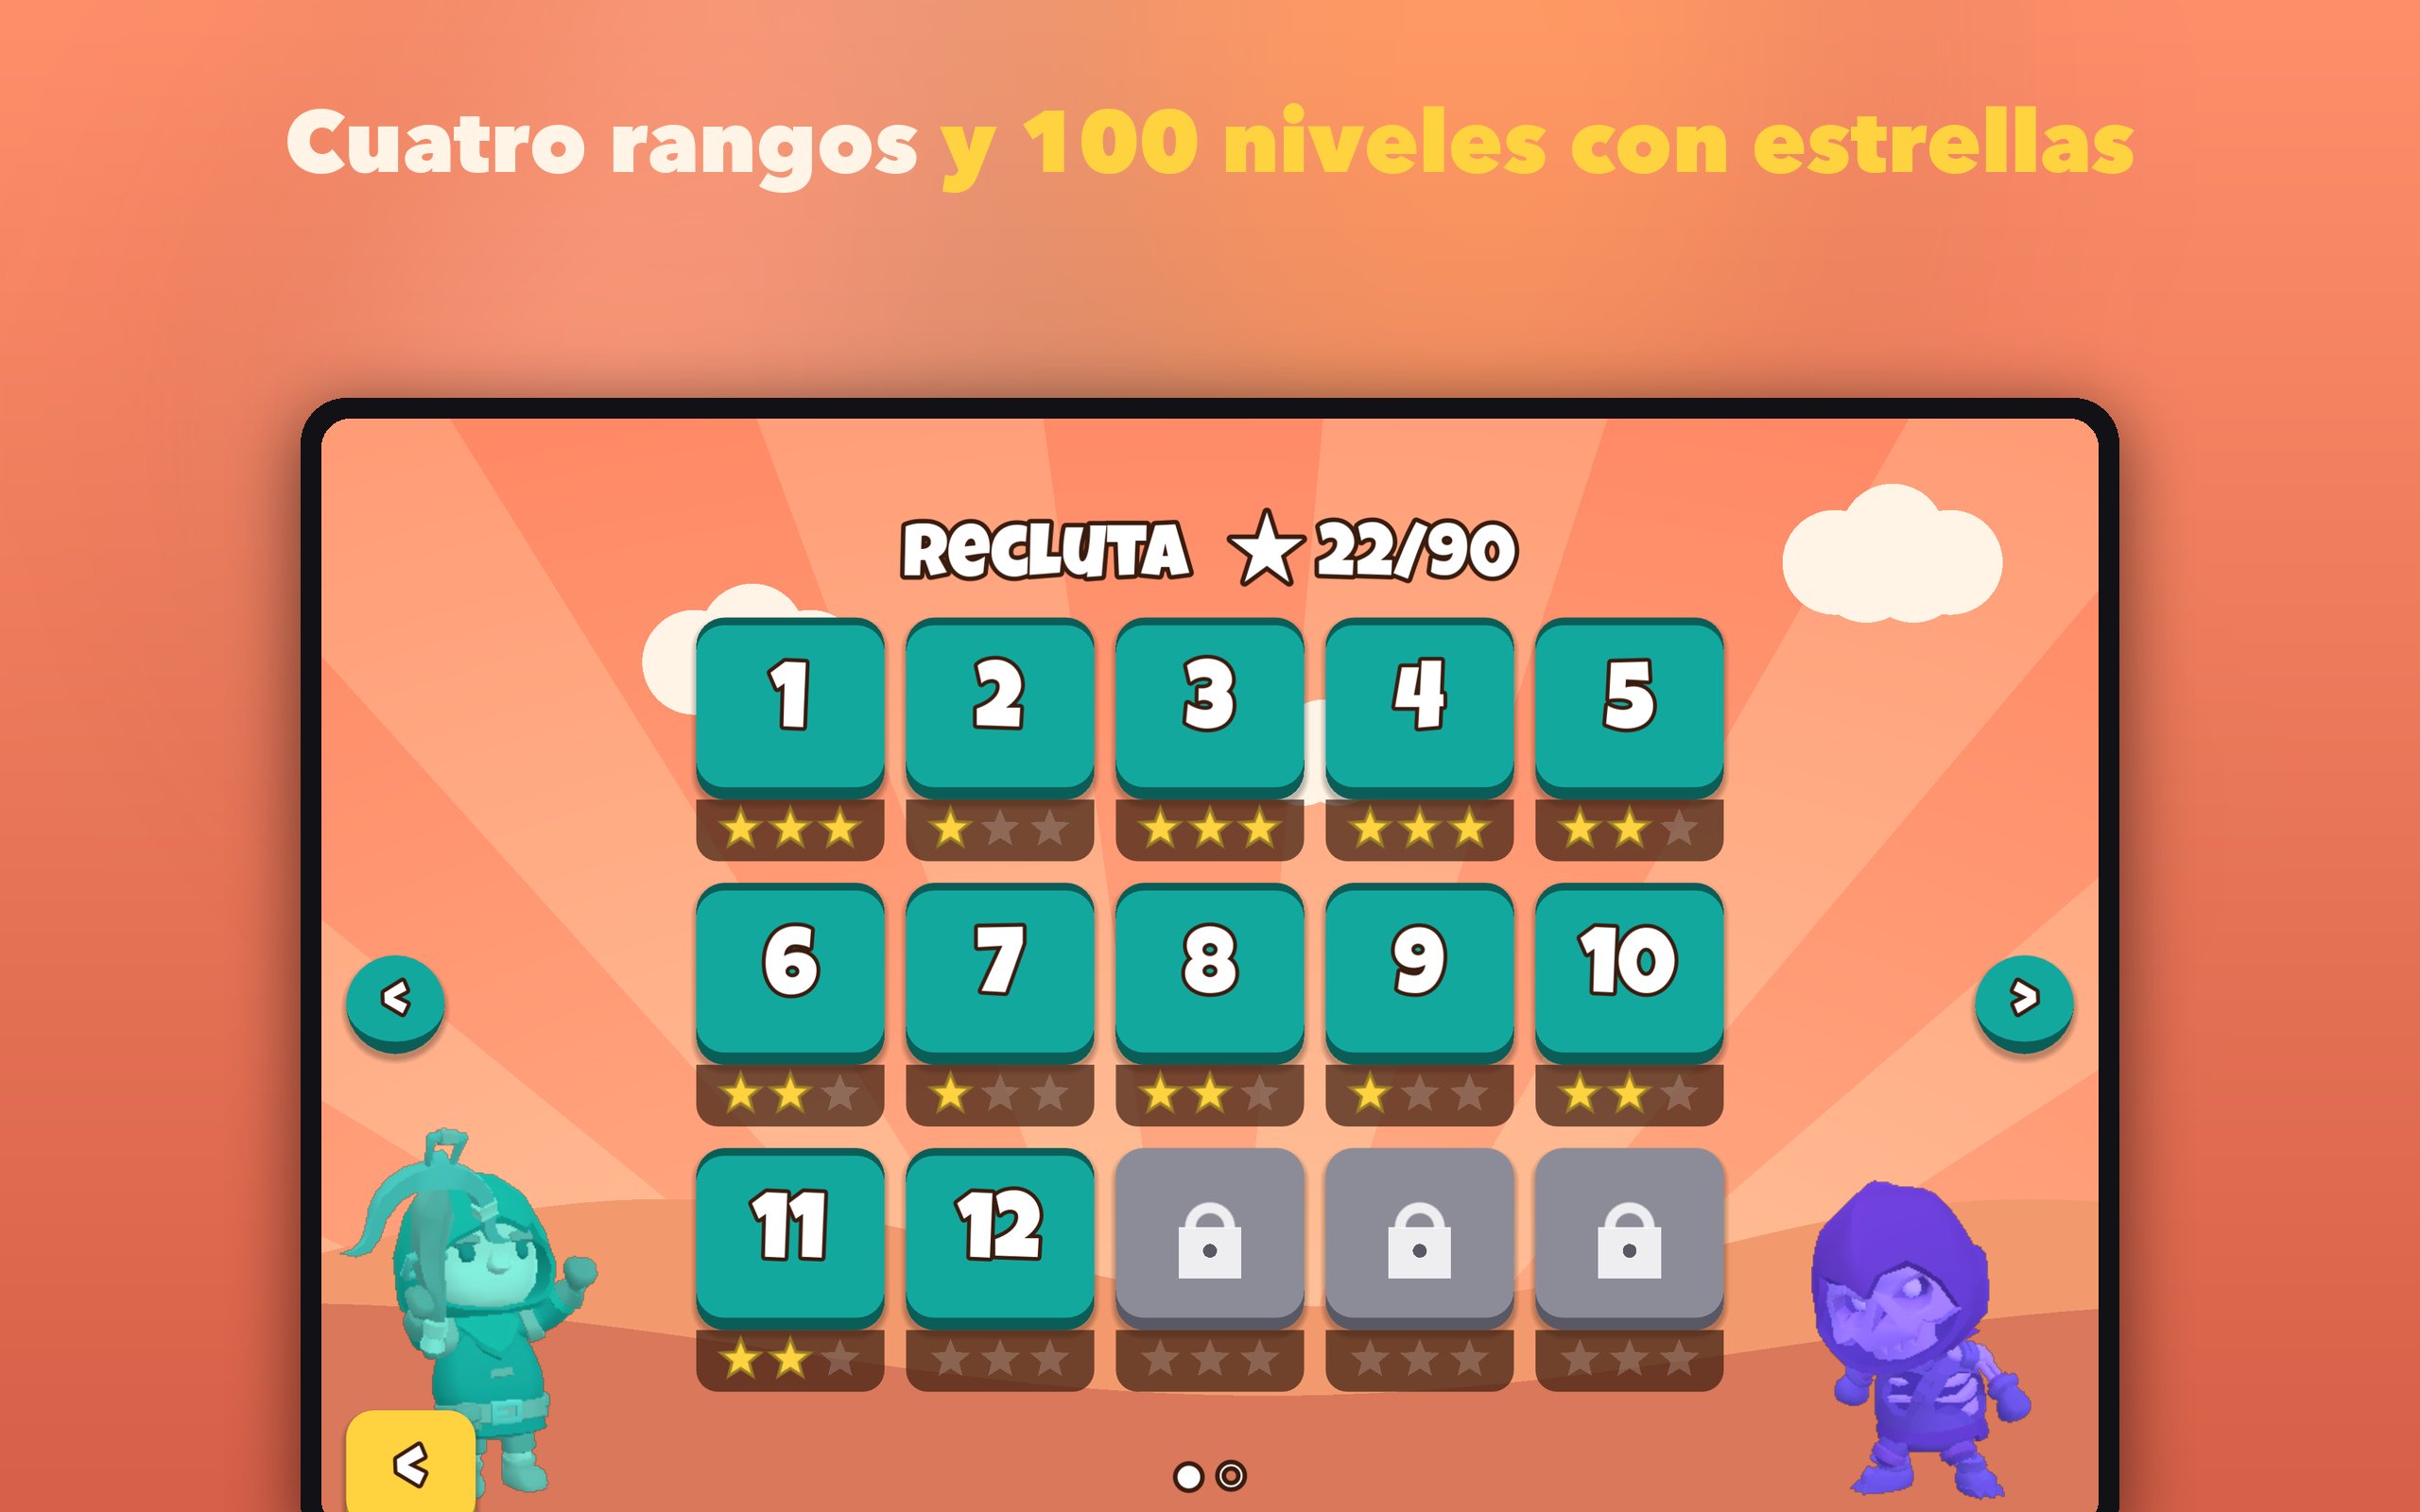 Cuatro rangos y 100 niveles con estrellas
RECLUTA ★ 22/90
1 2 3 4 5
6 7 8 9 10
< >
11 12
<